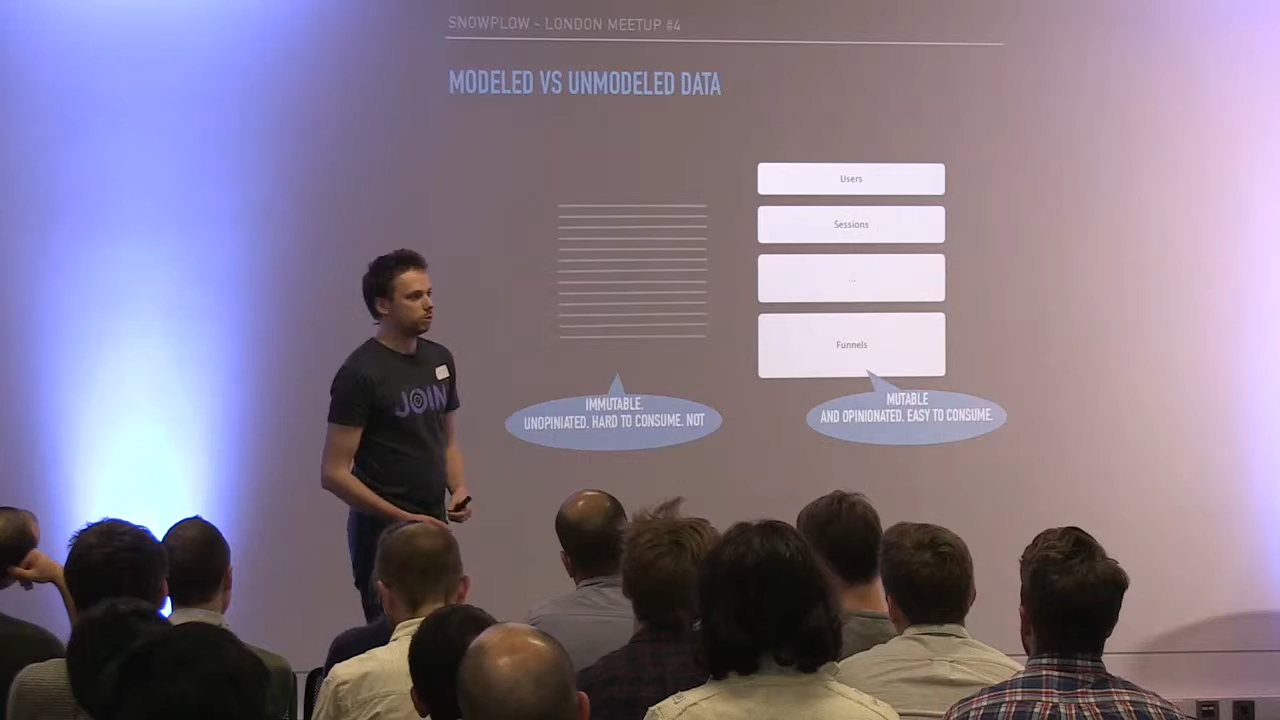 SNOWPLOW - LONDON MEETUP #4
MODELED VS UNMODELED DATA
Users
Sessions
...
Funnels
IMMUTABLE.
UNOPINIATED. HARD TO CONSUME. NOT
MUTABLE
AND OPINIONATED. EASY TO CONSUME.
JOIN